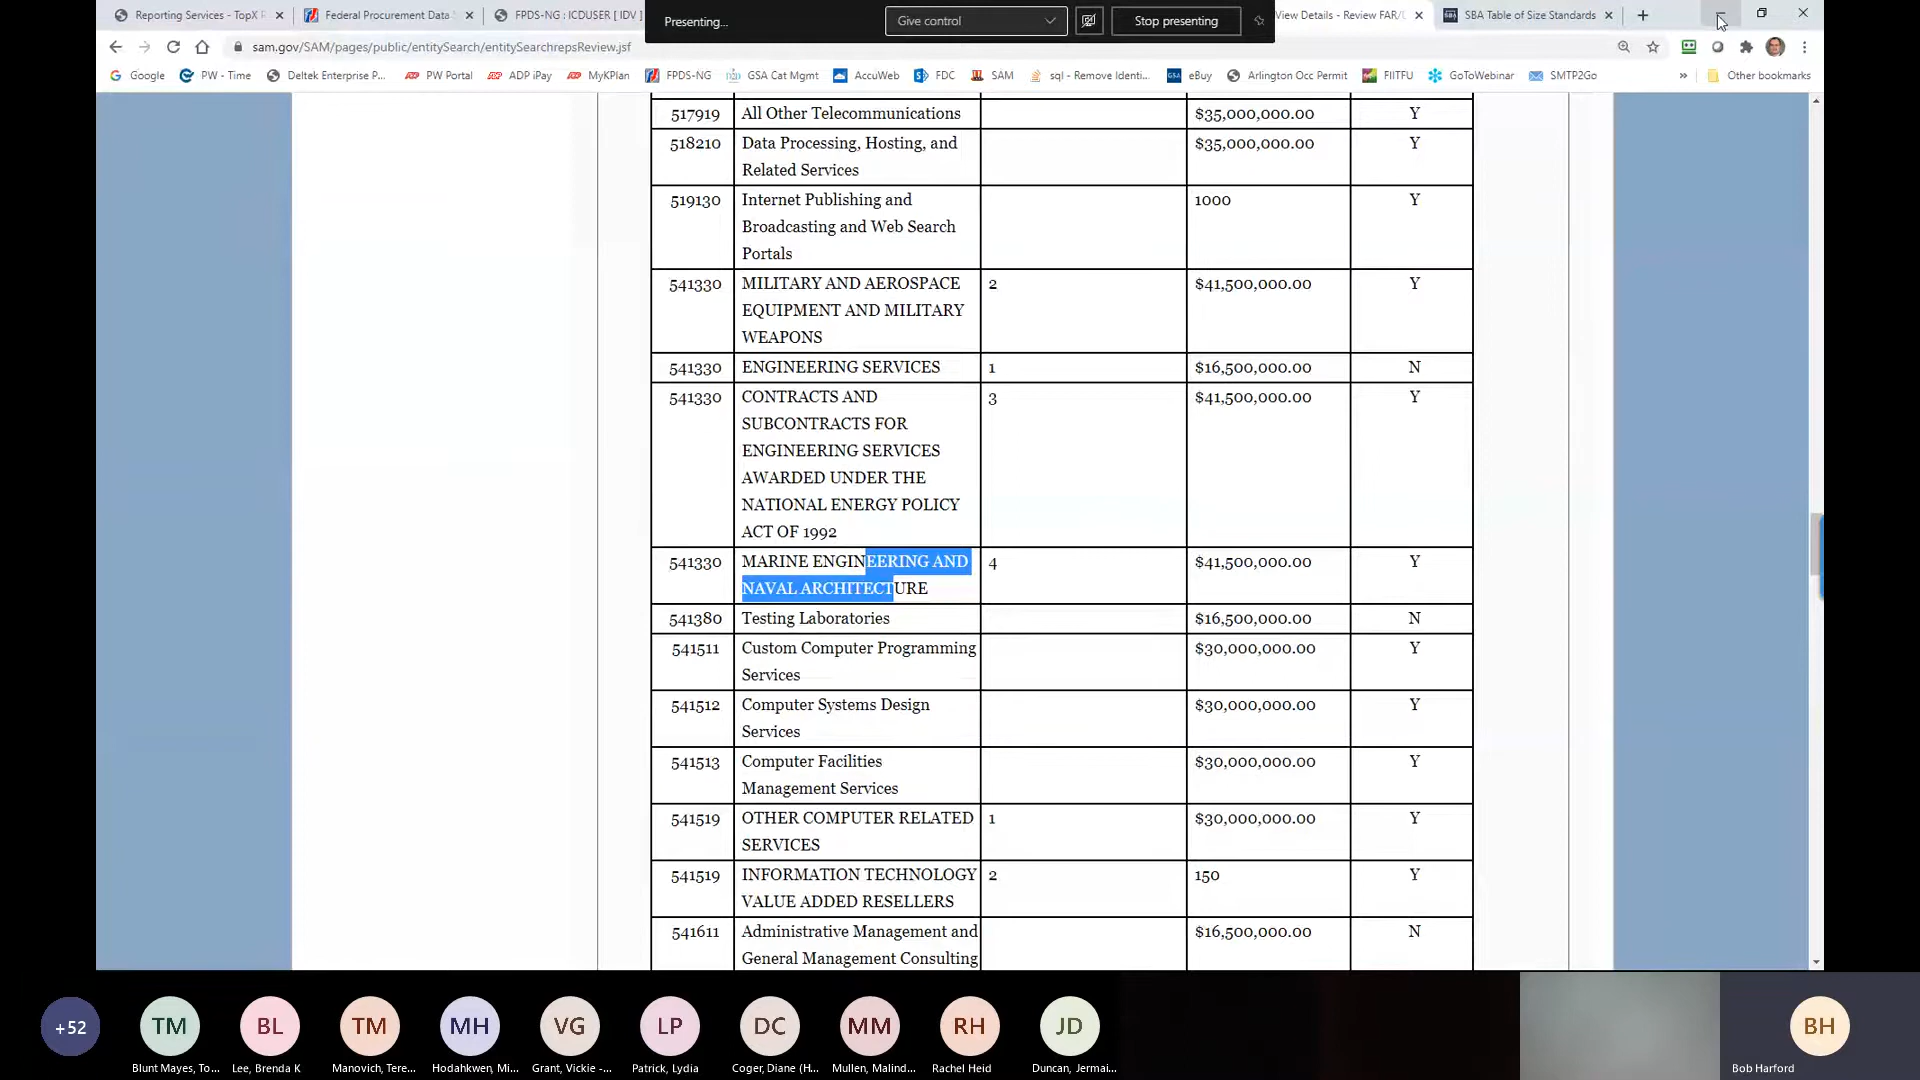 Reporting Services - TopX F
Federal Procurement Data
FPDS-NG : ICDUSER [ IDV ]
Presenting...
Give control
Stop presenting
View Details - Review FAR/
SBA Table of Size Standards
sam.gov/SAM/pages/public/entitySearch/entitySearchrepsReview.jsf
Google PW - Time Deltek Enterprise P... PW Portal ADP iPay MyKPlan FPDS-NG GSA Cat Mgmt AccuWeb FDC SAM sql - Remove Identi... eBuy Arlington Occ Permit FIITFU GoToWebinar SMTP2Go » Other bookmarks
517919 All Other Telecommunications $35,000,000.00 Y
518210 Data Processing, Hosting, and $35,000,000.00 Y
Related Services
519130 Internet Publishing and 1000 Y
Broadcasting and Web Search
Portals
541330 MILITARY AND AEROSPACE 2 $41,500,000.00 Y
EQUIPMENT AND MILITARY
WEAPONS
541330 ENGINEERING SERVICES 1 $16,500,000.00 N
541330 CONTRACTS AND 3 $41,500,000.00 Y
SUBCONTRACTS FOR
ENGINEERING SERVICES
AWARDED UNDER THE
NATIONAL ENERGY POLICY
ACT OF 1992
541330 MARINE ENGINEERING AND 4 $41,500,000.00 Y
NAVAL ARCHITECTURE
541380 Testing Laboratories $16,500,000.00 N
541511 Custom Computer Programming $30,000,000.00 Y
Services
541512 Computer Systems Design $30,000,000.00 Y
Services
541513 Computer Facilities $30,000,000.00 Y
Management Services
541519 OTHER COMPUTER RELATED 1 $30,000,000.00 Y
SERVICES
541519 INFORMATION TECHNOLOGY 2 150 Y
VALUE ADDED RESELLERS
541611 Administrative Management and $16,500,000.00 N
General Management Consulting
+52 TM BL TM MH VG LP DC MM RH JD BH
Blunt Mayes, To... Lee, Brenda K Manovich, Tere... Hodahkwen, Mi... Grant, Vickie -... Patrick, Lydia Coger, Diane (H... Mullen, Malind... Rachel Heid Duncan, Jermai... Bob Harford